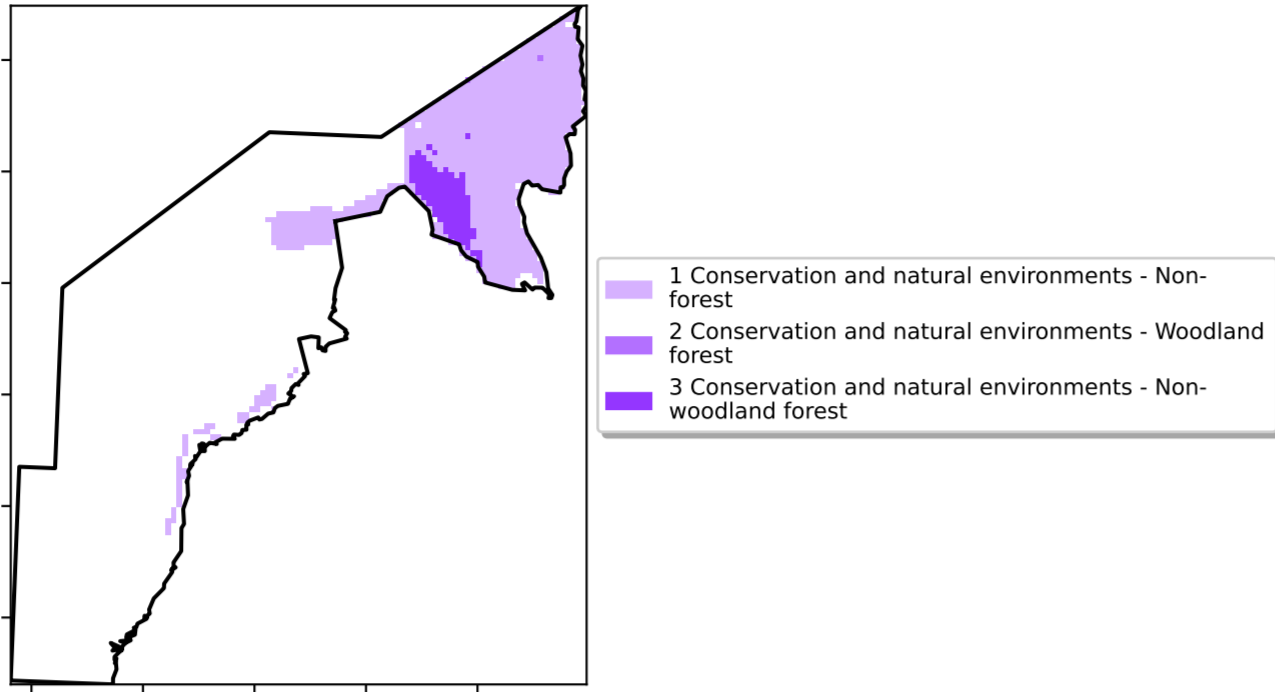 1 Conservation and natural environments - Non-
forest
2 Conservation and natural environments - Woodland
forest
3 Conservation and natural environments - Non-
woodland forest